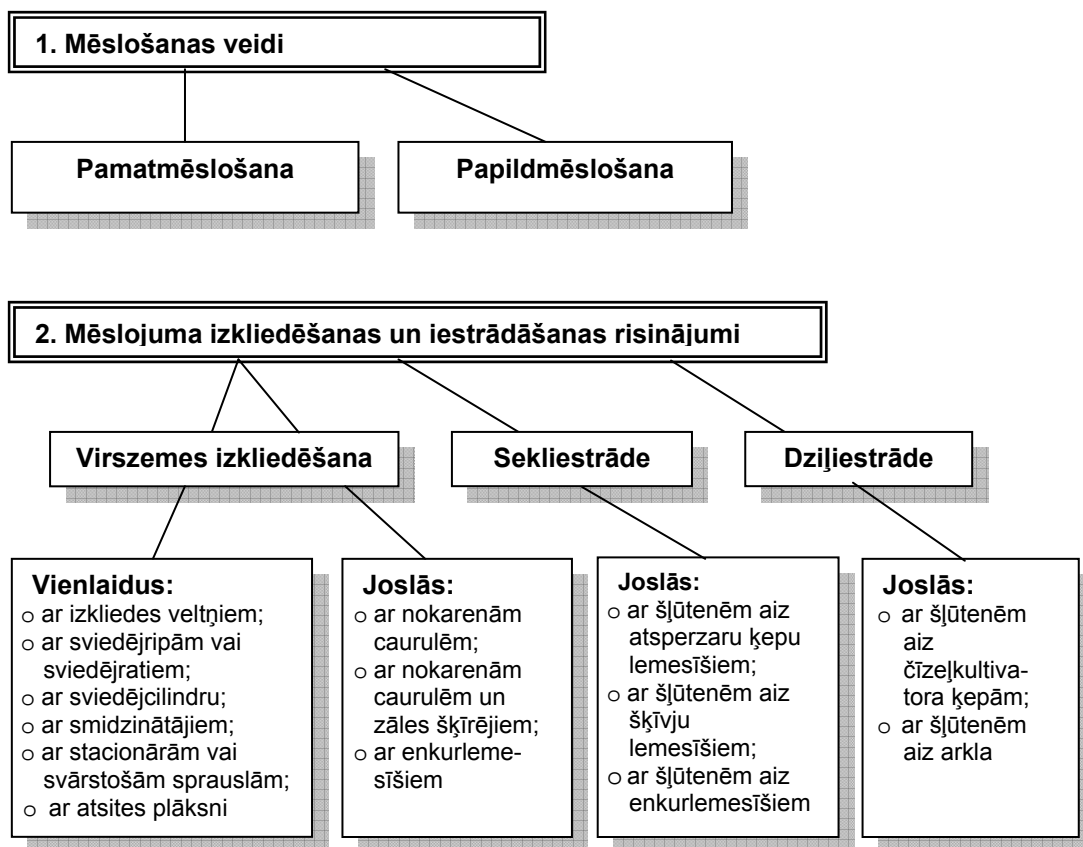 1. Mēslošanas veidi
Pamatmēslošana
Papildmēslošana
2. Mēslojuma izkliedēšanas un iestrādāšanas risinājumi
Virszemes izkliedēšana
Sekliestrāde
Dziļiestrāde
Vienlaidus:
o ar izkliedes veltņiem;
o ar sviedējripām vai
sviedējratiem;
o ar sviedējcilindru;
o ar smidzinātājiem;
o ar stacionārām vai
svārstošām sprauslām;
o ar atsites plāksni
Joslās:
o ar nokarenām
caurulēm;
o ar nokarenām
caurulēm un
zāles šķīrējiem;
o ar enkurleme-
sīšiem
Joslās:
o ar šļūtenēm aiz
atsperzaru ķepu
lemesīšiem;
o ar šļūtenēm aiz
šķīvju
lemesīšiem;
o ar šļūtenēm aiz
enkurlemesīšiem
Joslās:
o ar šļūtenēm
aiz
čīzeļkultiva-
tora ķepām;
o ar šļūtenēm
aiz arkla